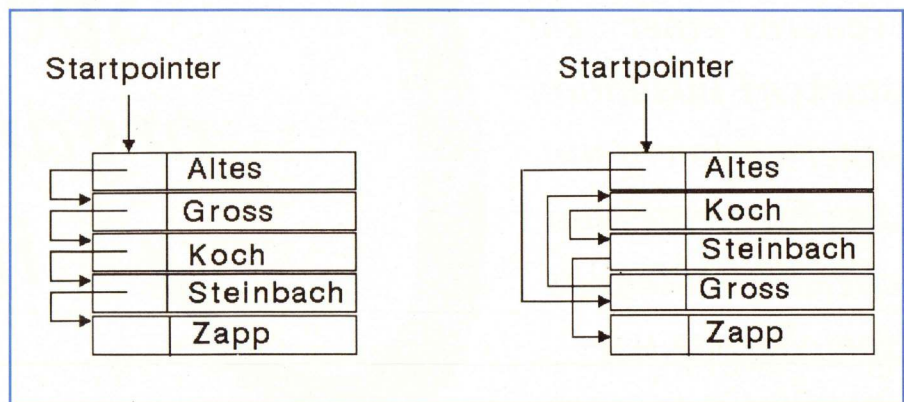 Startpointer
Altes
Gross
Koch
Steinbach
Zapp
Startpointer
Altes
Koch
Steinbach
Gross
Zapp